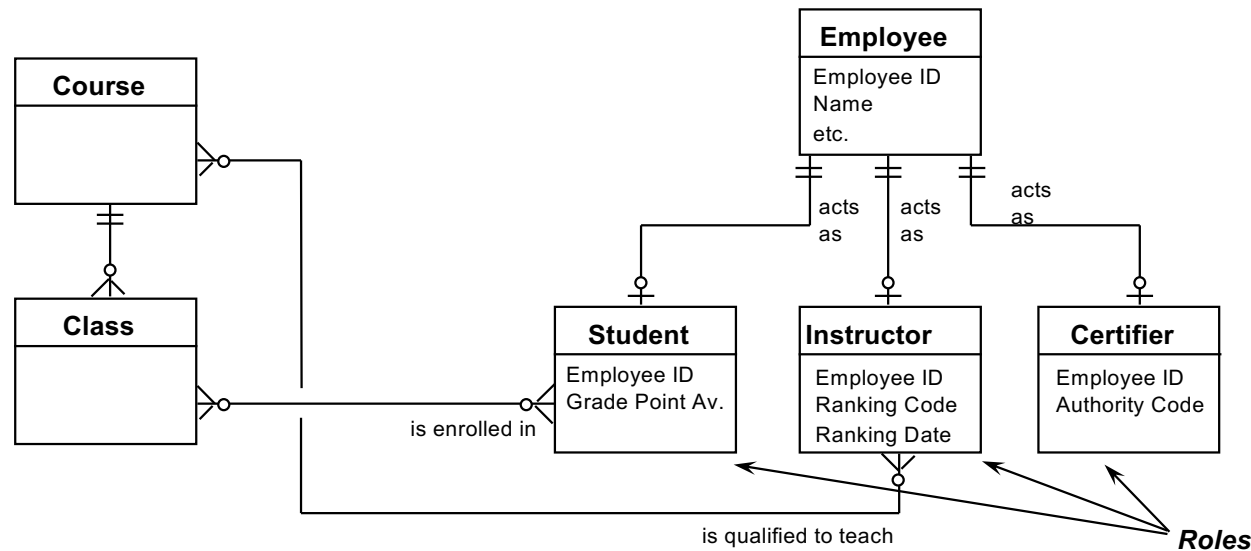 Employee
Employee ID
Name
etc.
Course
acts
as
acts
as
acts
as
Class
Student
Employee ID
Grade Point Av.
Instructor
Employee ID
Ranking Code
Ranking Date
Certifier
Employee ID
Authority Code
is enrolled in
is qualified to teach
Roles